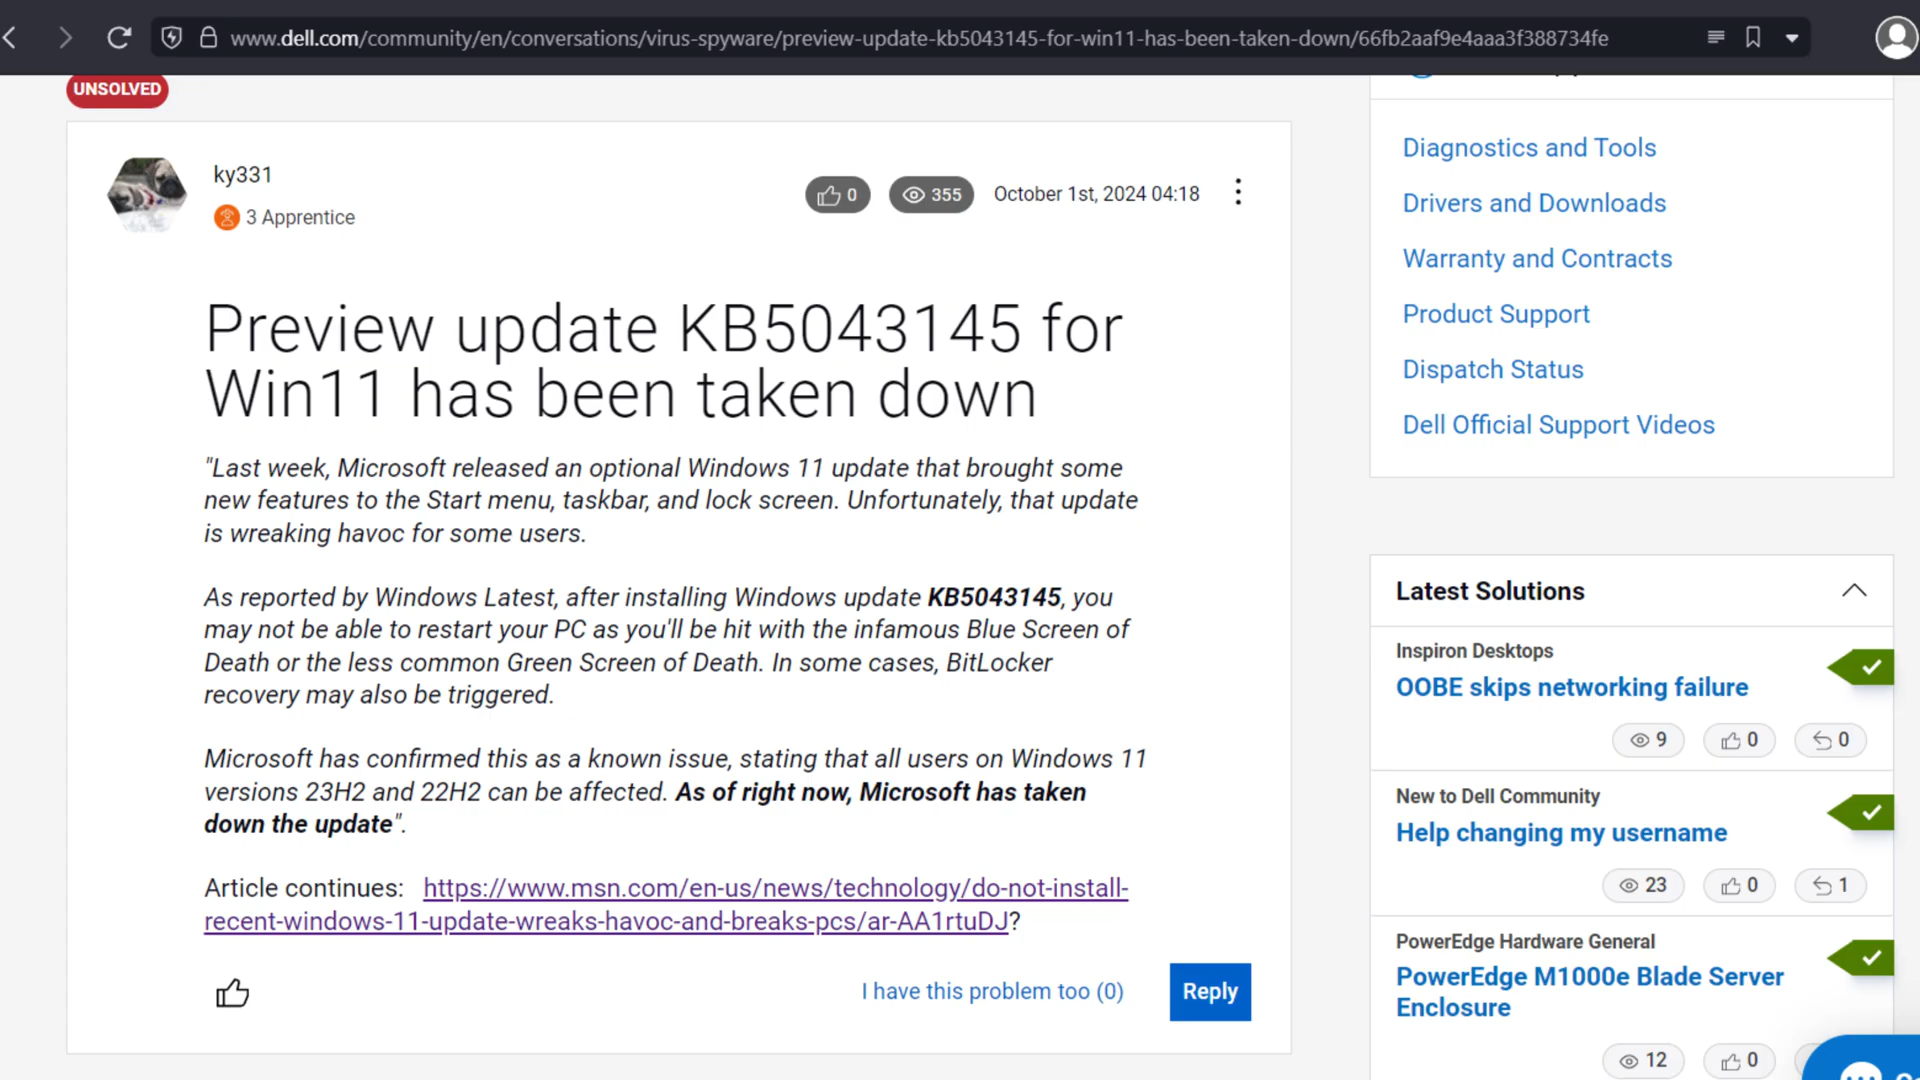 www.dell.com/community/en/conversations/virus-spyware/preview-update-kb5043145-for-win11-has-been-taken-down/66fb2aaf9e4aaa3f388734fe
UNSOLVED
ky331
3 Apprentice
0
355
October 1st, 2024 04:18
Preview update KB5043145 for
Win11 has been taken down
"Last week, Microsoft released an optional Windows 11 update that brought some
new features to the Start menu, taskbar, and lock screen. Unfortunately, that update
is wreaking havoc for some users.
As reported by Windows Latest, after installing Windows update KB5043145, you
may not be able to restart your PC as you'll be hit with the infamous Blue Screen of
Death or the less common Green Screen of Death. In some cases, BitLocker
recovery may also be triggered.
Microsoft has confirmed this as a known issue, stating that all users on Windows 11
versions 23H2 and 22H2 can be affected. As of right now, Microsoft has taken
down the update".
Article continues: https://www.msn.com/en-us/news/technology/do-not-install-
recent-windows-11-update-wreaks-havoc-and-breaks-pcs/ar-AA1rtuDJ?
I have this problem too (0)
Reply
Diagnostics and Tools
Drivers and Downloads
Warranty and Contracts
Product Support
Dispatch Status
Dell Official Support Videos
Latest Solutions
Inspiron Desktops
OOBE skips networking failure
9
0
0
New to Dell Community
Help changing my username
23
0
1
PowerEdge Hardware General
PowerEdge M1000e Blade Server
Enclosure
12
0